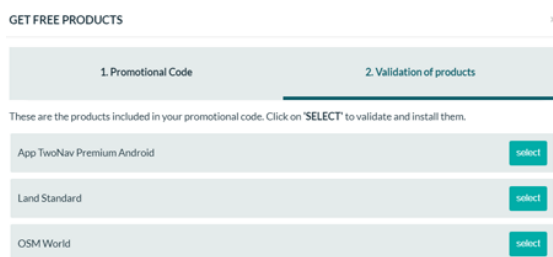 GET FREE PRODUCTS
1. Promotional Code
2. Validation of products
These are the products included in your promotional code. Click on 'SELECT' to validate and install them.
App TwoNav Premium Android
select
Land Standard
select
OSM World
select